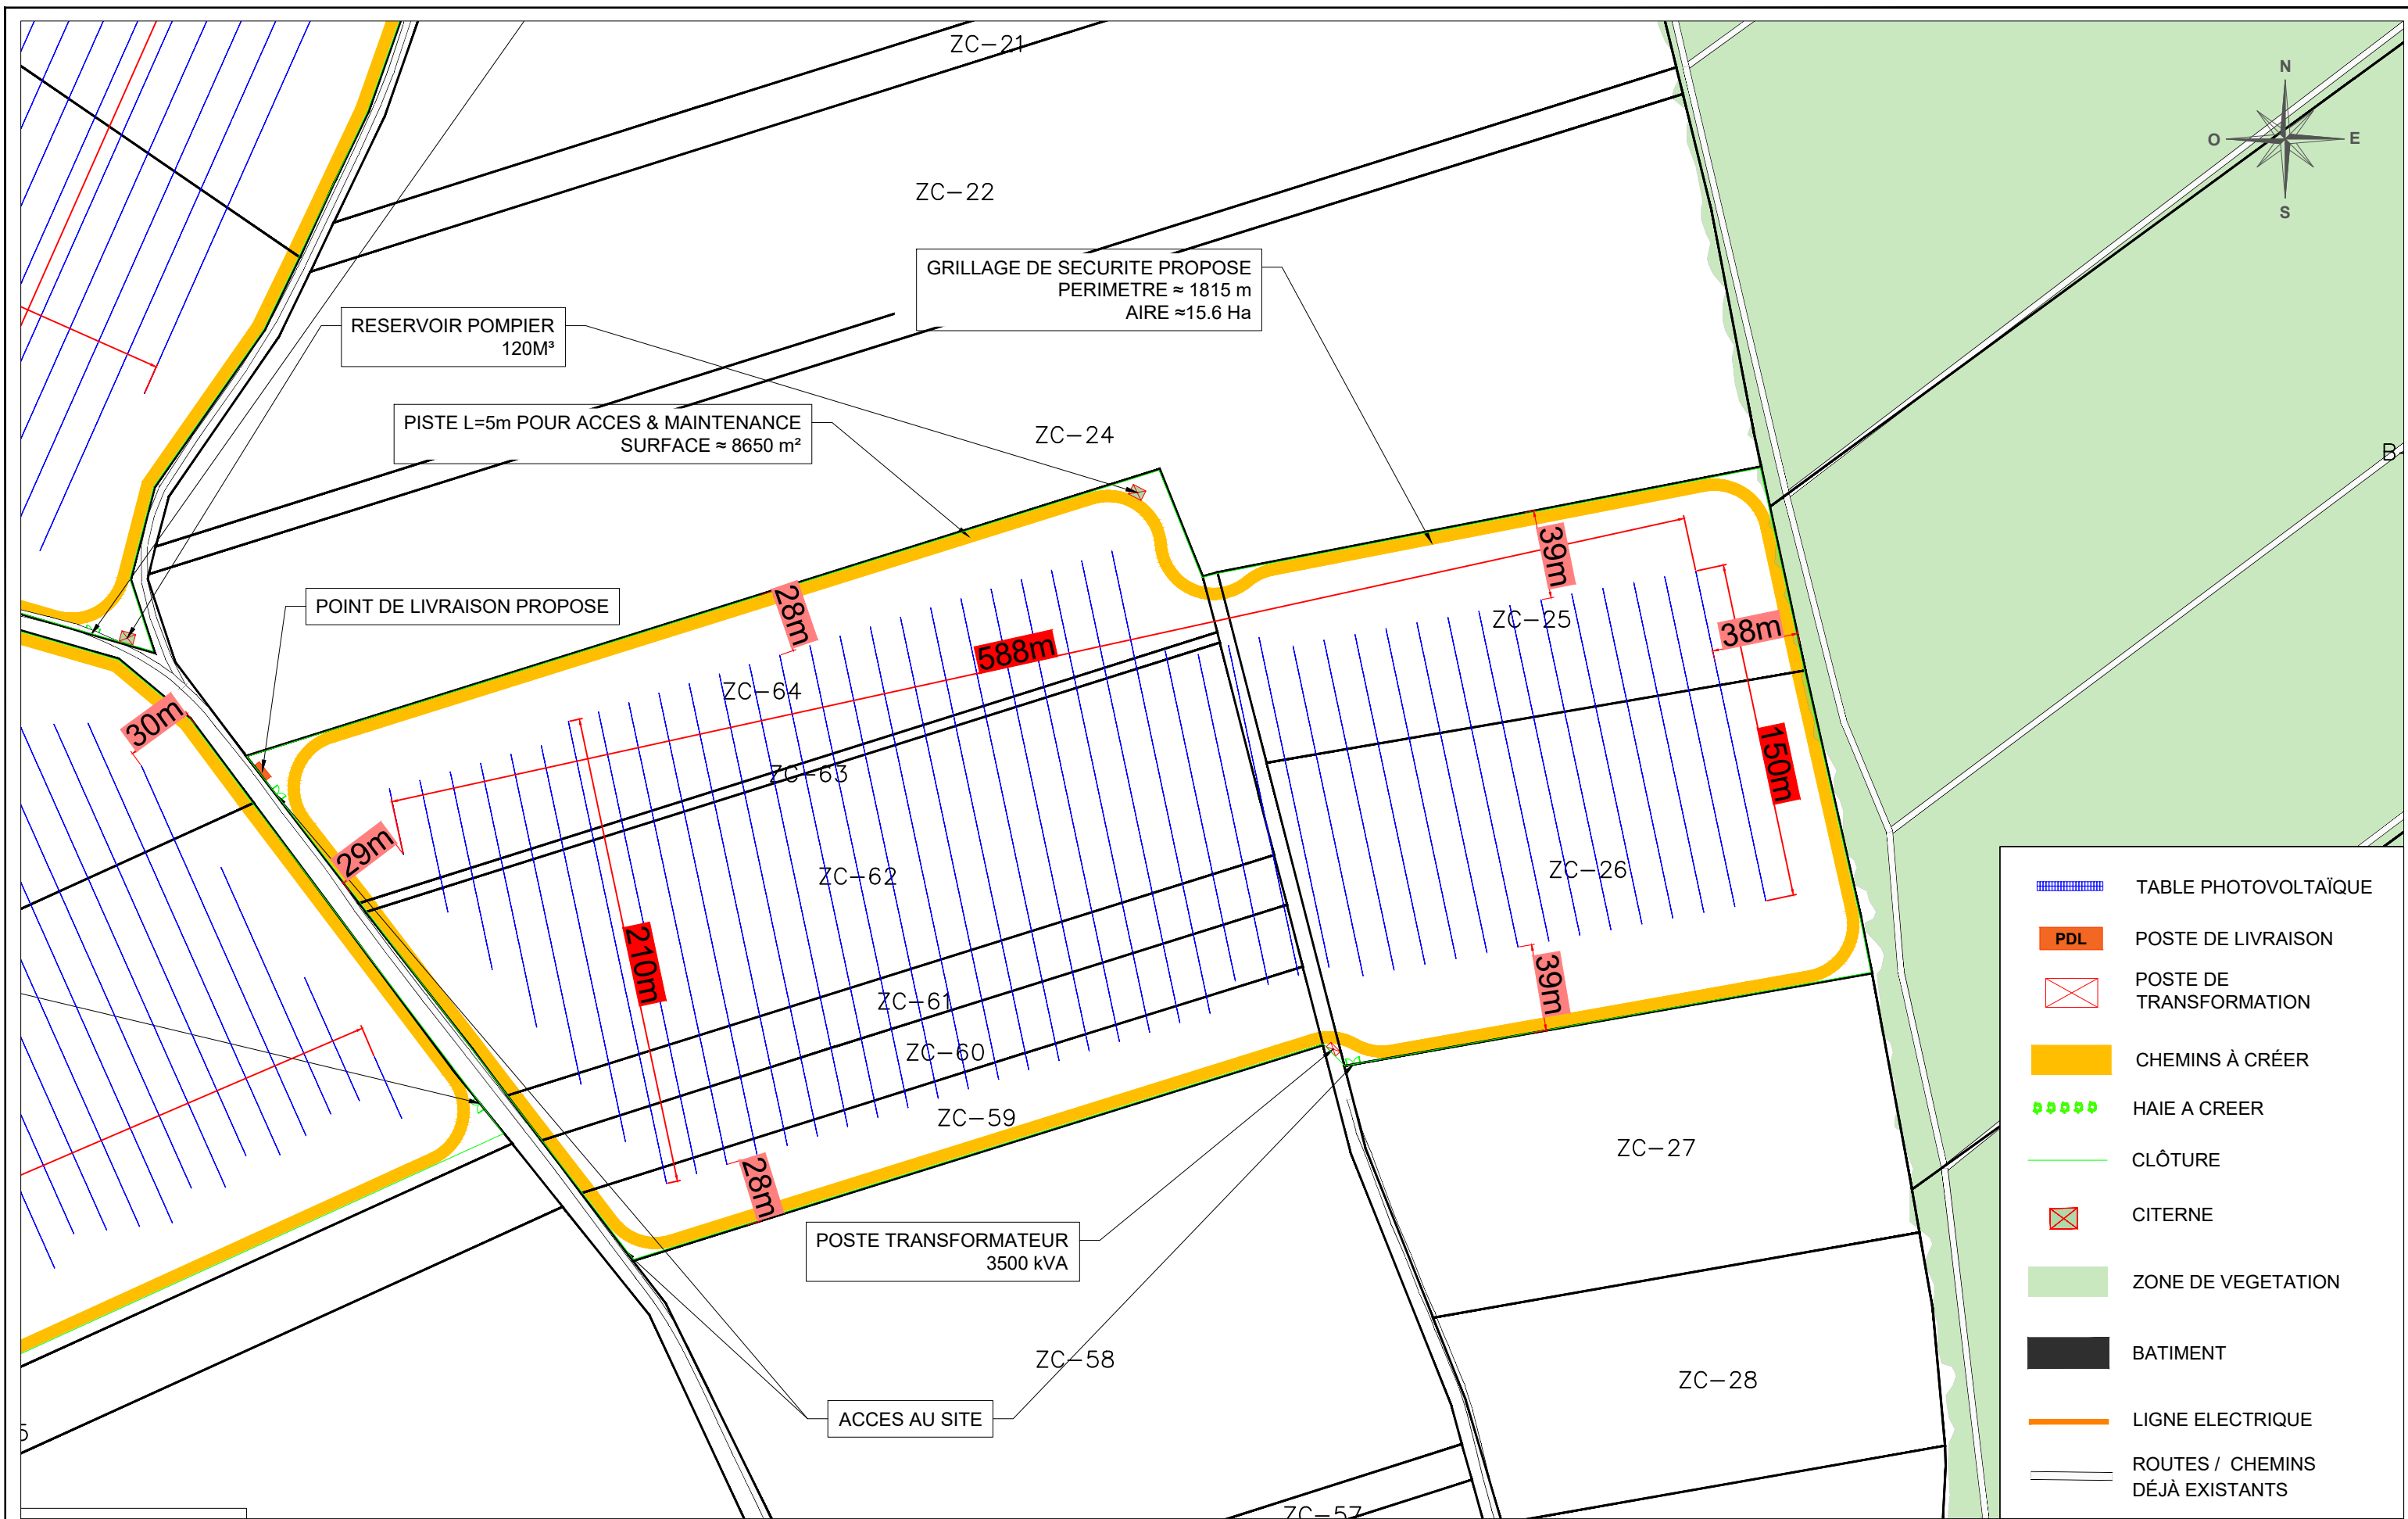 ZC-21
N
O
E
S
ZC-22
GRILLAGE DE SECURITE PROPOSE
PERIMETRE ≈ 1815 m
AIRE ≈15.6 Ha
RESERVOIR POMPIER
120M³
PISTE L=5m POUR ACCES & MAINTENANCE
SURFACE ≈ 8650 m²
ZC-24
B
39m
28m
POINT DE LIVRAISON PROPOSE
ZC-25
38m
588m
ZC-64
30m
150m
ZC-63
29m
ZC-62
ZC-26
210m
39m
ZC-61
ZC-60
ZC-59
ZC-27
28m
POSTE TRANSFORMATEUR
3500 kVA
ZC-58
ZC-28
ACCES AU SITE
ZC-57
TABLE PHOTOVOLTAÏQUE
PDL
POSTE DE LIVRAISON
POSTE DE
TRANSFORMATION
CHEMINS À CRÉER
HAIE A CREER
CLÔTURE
CITERNE
ZONE DE VEGETATION
BATIMENT
LIGNE ELECTRIQUE
ROUTES / CHEMINS
DÉJÀ EXISTANTS